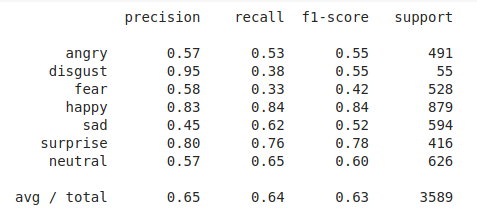 precision recall f1-score support
angry 0.57 0.53 0.55 491
disgust 0.95 0.38 0.55 55
fear 0.58 0.33 0.42 528
happy 0.83 0.84 0.84 879
sad 0.45 0.62 0.52 594
surprise 0.80 0.76 0.78 416
neutral 0.57 0.65 0.60 626
avg / total 0.65 0.64 0.63 3589